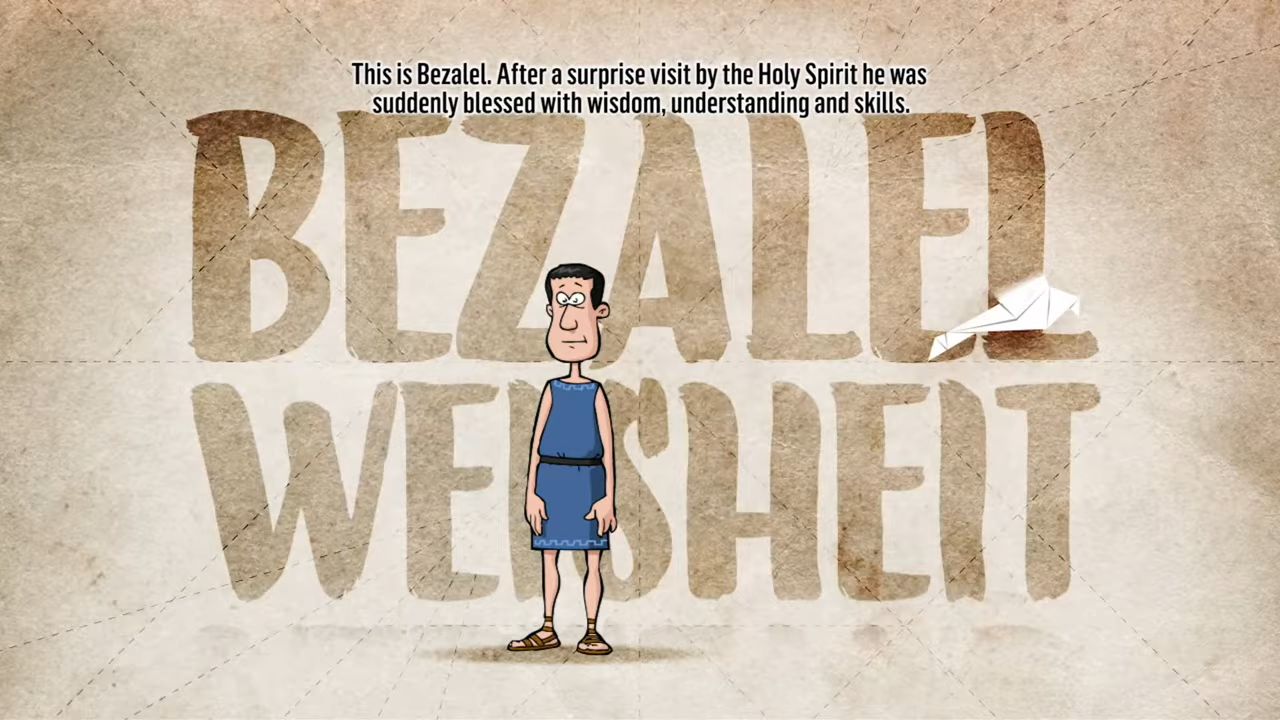 This is Bezalel. After a surprise visit by the Holy Spirit he was
suddenly blessed with wisdom, understanding and skills.
BEZALEL
WEISHEIT